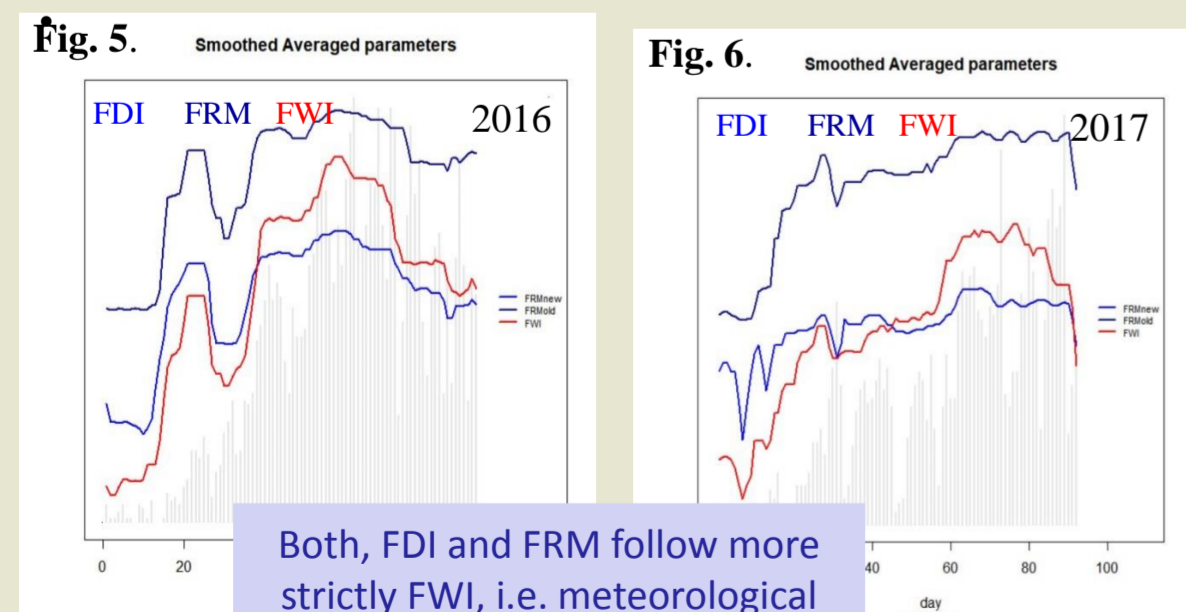 Fig. 5.
Smoothed Averaged parameters
FDI FRM FWI 2016
FRMnew
FRMold
FWI
0 20
Fig. 6.
Smoothed Averaged parameters
FDI FRM FWI 2017
FRMnew
FRMold
FWI
40 60 80 100
day
Both, FDI and FRM follow more
strictly FWI, i.e. meteorological